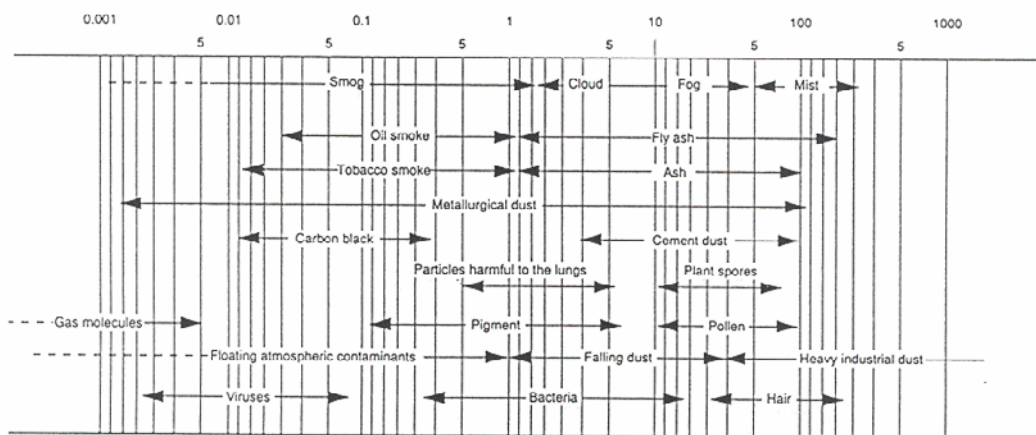 0.001 0.01 0.1 1 10 100 1000
5 5 5 5 5 5
Smog Cloud Fog Mist
Oil smoke Fly ash
Tobacco smoke Ash
Metallurgical dust
Carbon black Cement dust
Particles harmful to the lungs Plant spores
Gas molecules Pigment Pollen
Floating atmospheric contaminants Falling dust Heavy industrial dust
Viruses Bacteria Hair